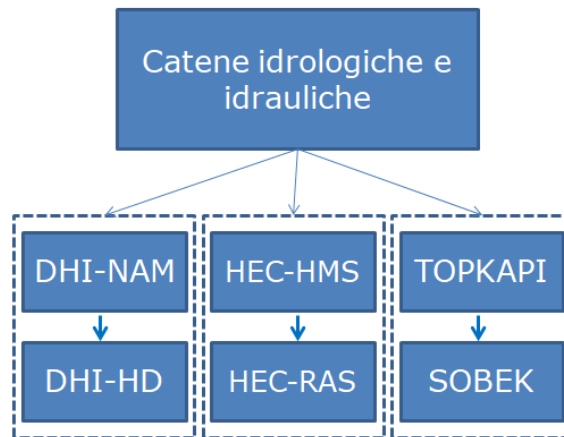 Catene idrologiche e
idrauliche
DHI-NAM
HEC-HMS
TOPKAPI
DHI-HD
HEC-RAS
SOBEK